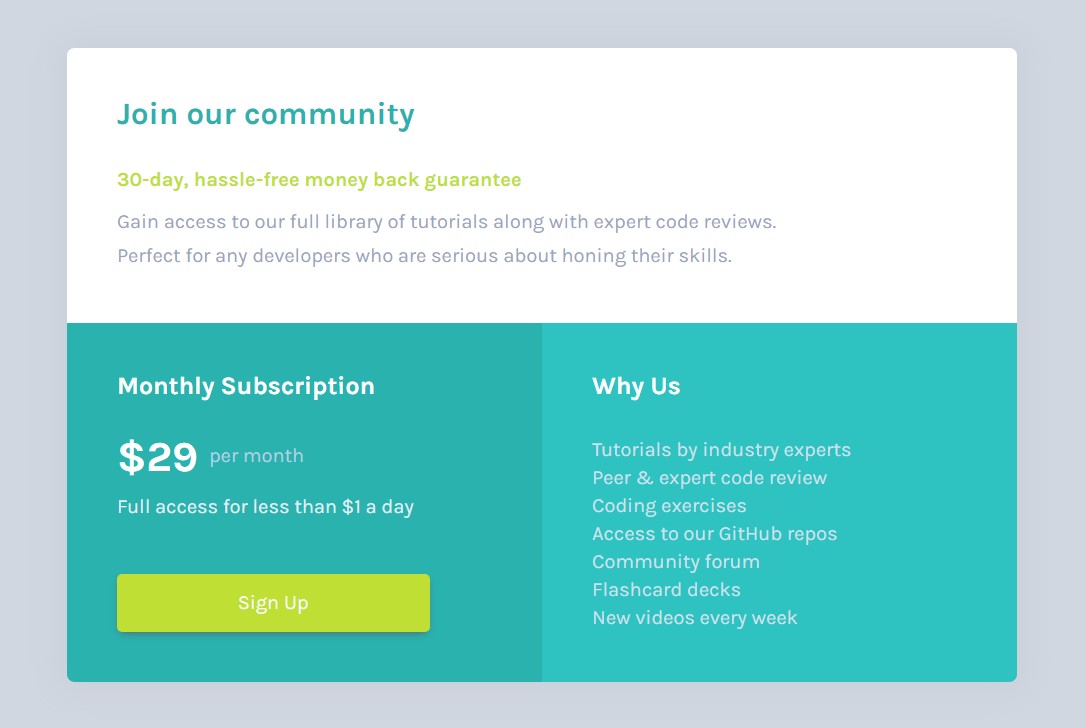 Join our community
30-day, hassle-free money back guarantee
Gain access to our full library of tutorials along with expert code reviews.
Perfect for any developers who are serious about honing their skills.
Monthly Subscription
$29 per month
Full access for less than $1 a day
Sign Up
Why Us
Tutorials by industry experts
Peer & expert code review
Coding exercises
Access to our GitHub repos
Community forum
Flashcard decks
New videos every week